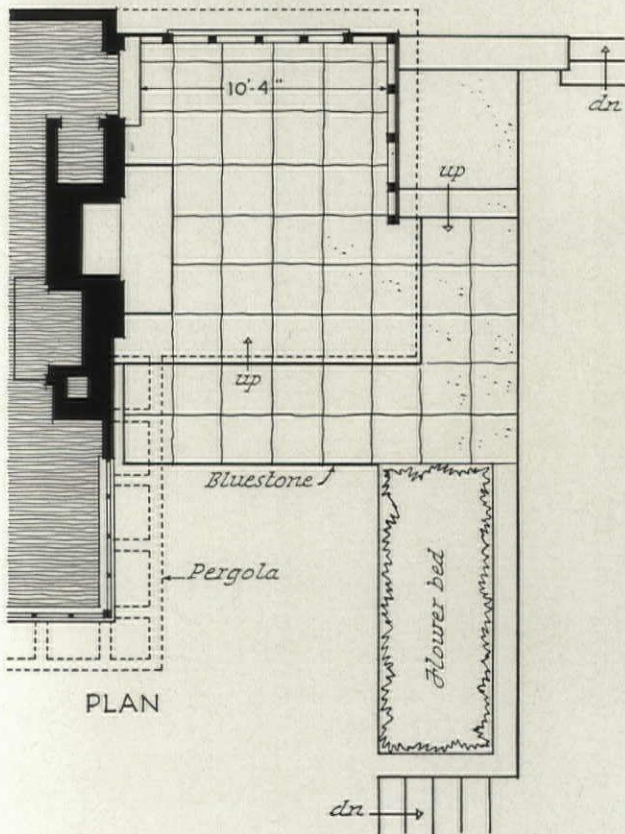 10'-4"
dn
up
up
Bluestone
Pergola
Flower bed
PLAN
dn